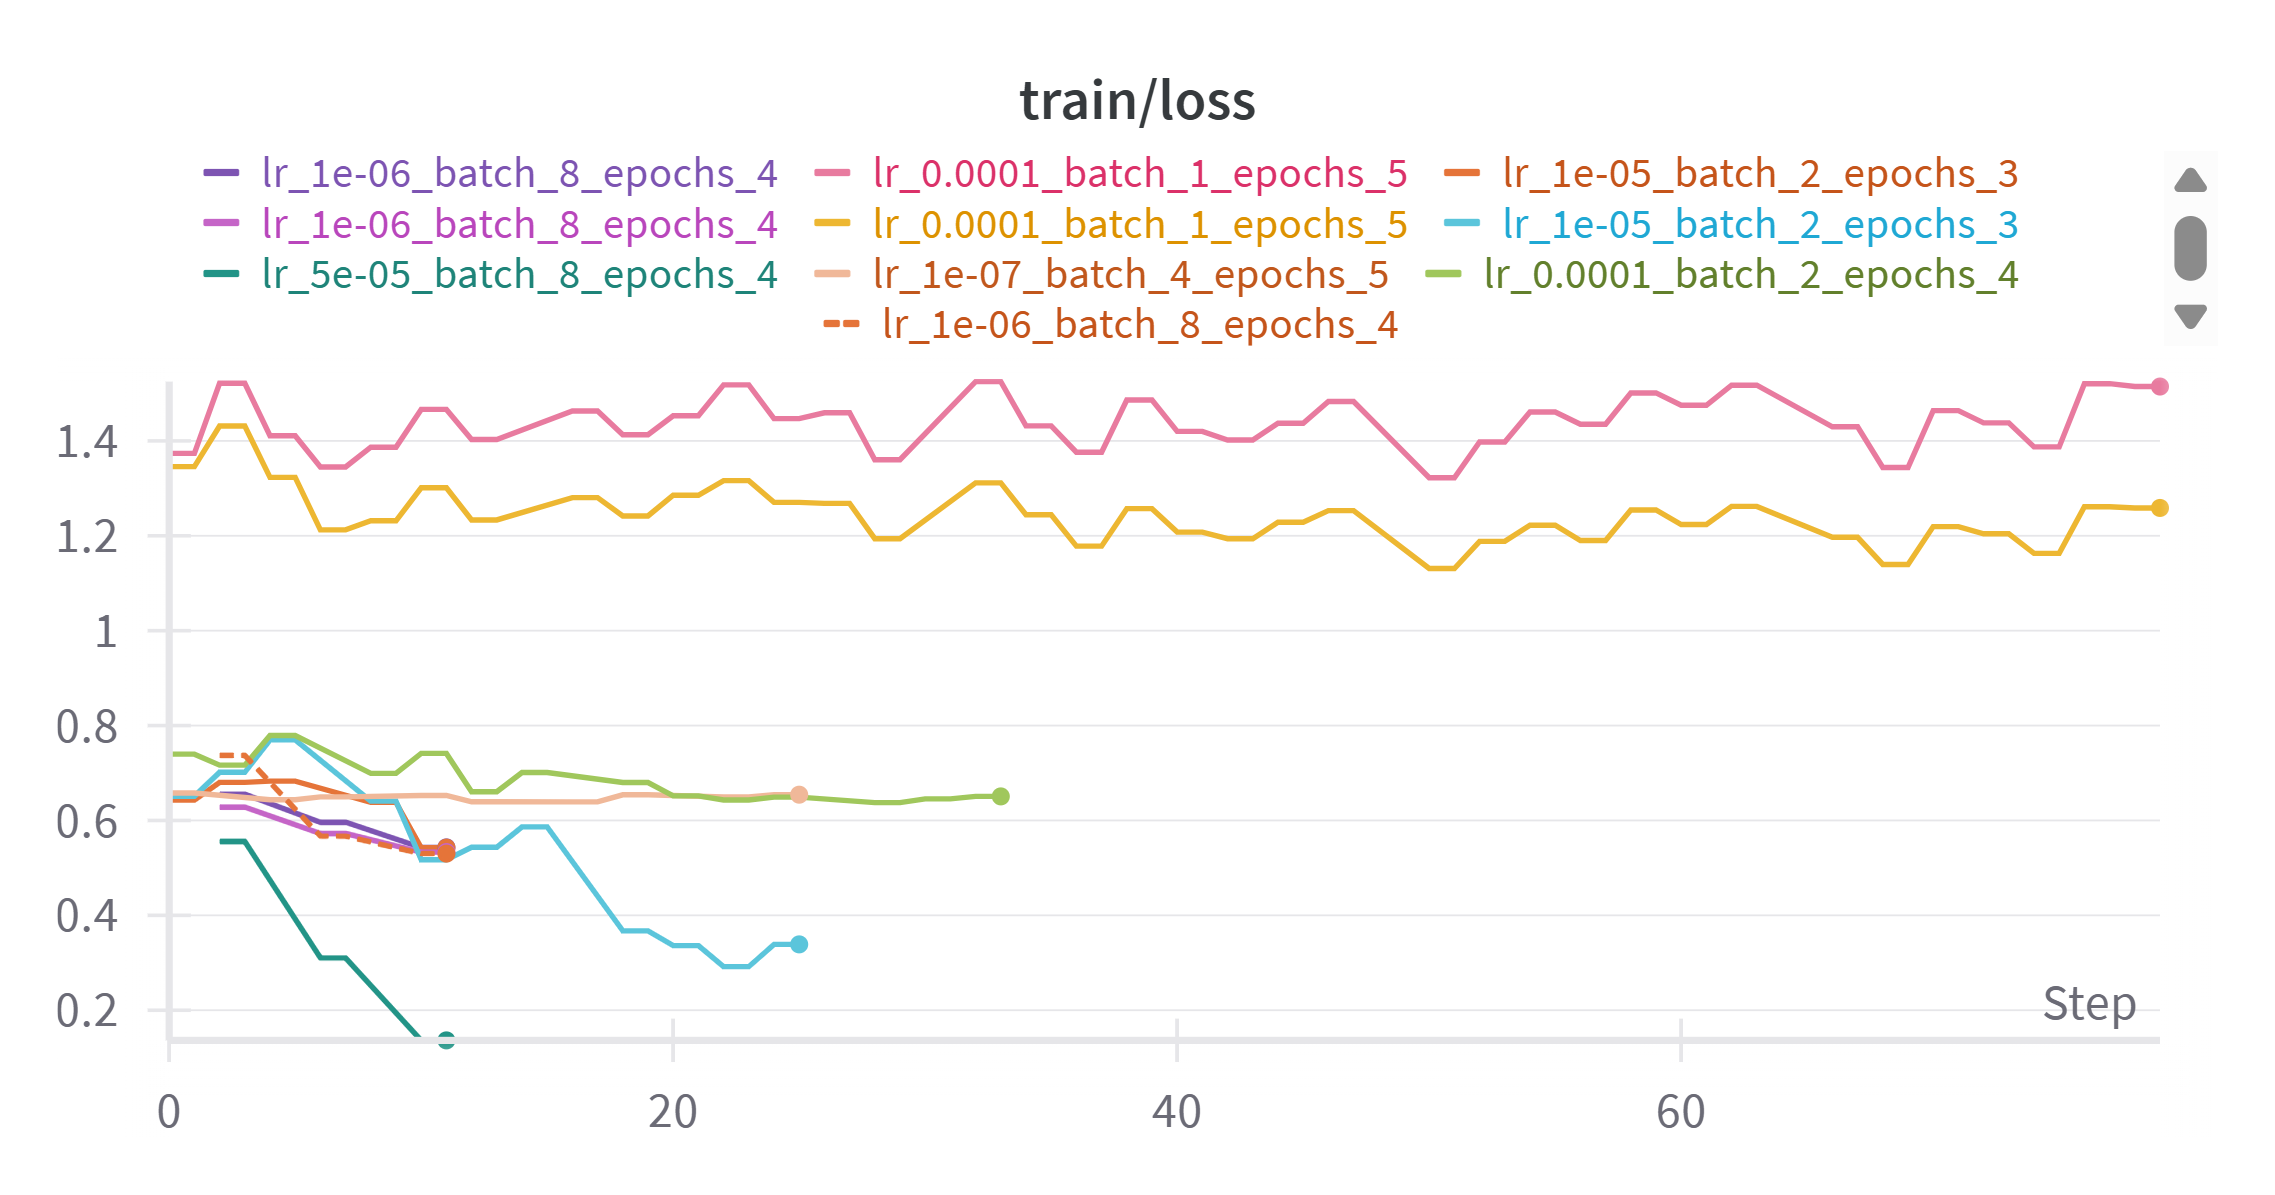 train/loss
lr_1e-06_batch_8_epochs_4 lr_0.0001_batch_1_epochs_5 lr_1e-05_batch_2_epochs_3
lr_1e-06_batch_8_epochs_4 lr_0.0001_batch_1_epochs_5 lr_1e-05_batch_2_epochs_3
lr_5e-05_batch_8_epochs_4 lr_1e-07_batch_4_epochs_5 lr_0.0001_batch_2_epochs_4
lr_1e-06_batch_8_epochs_4
1.4
1.2
1
0.8
0.6
0.4
0.2
Step
0 20 40 60